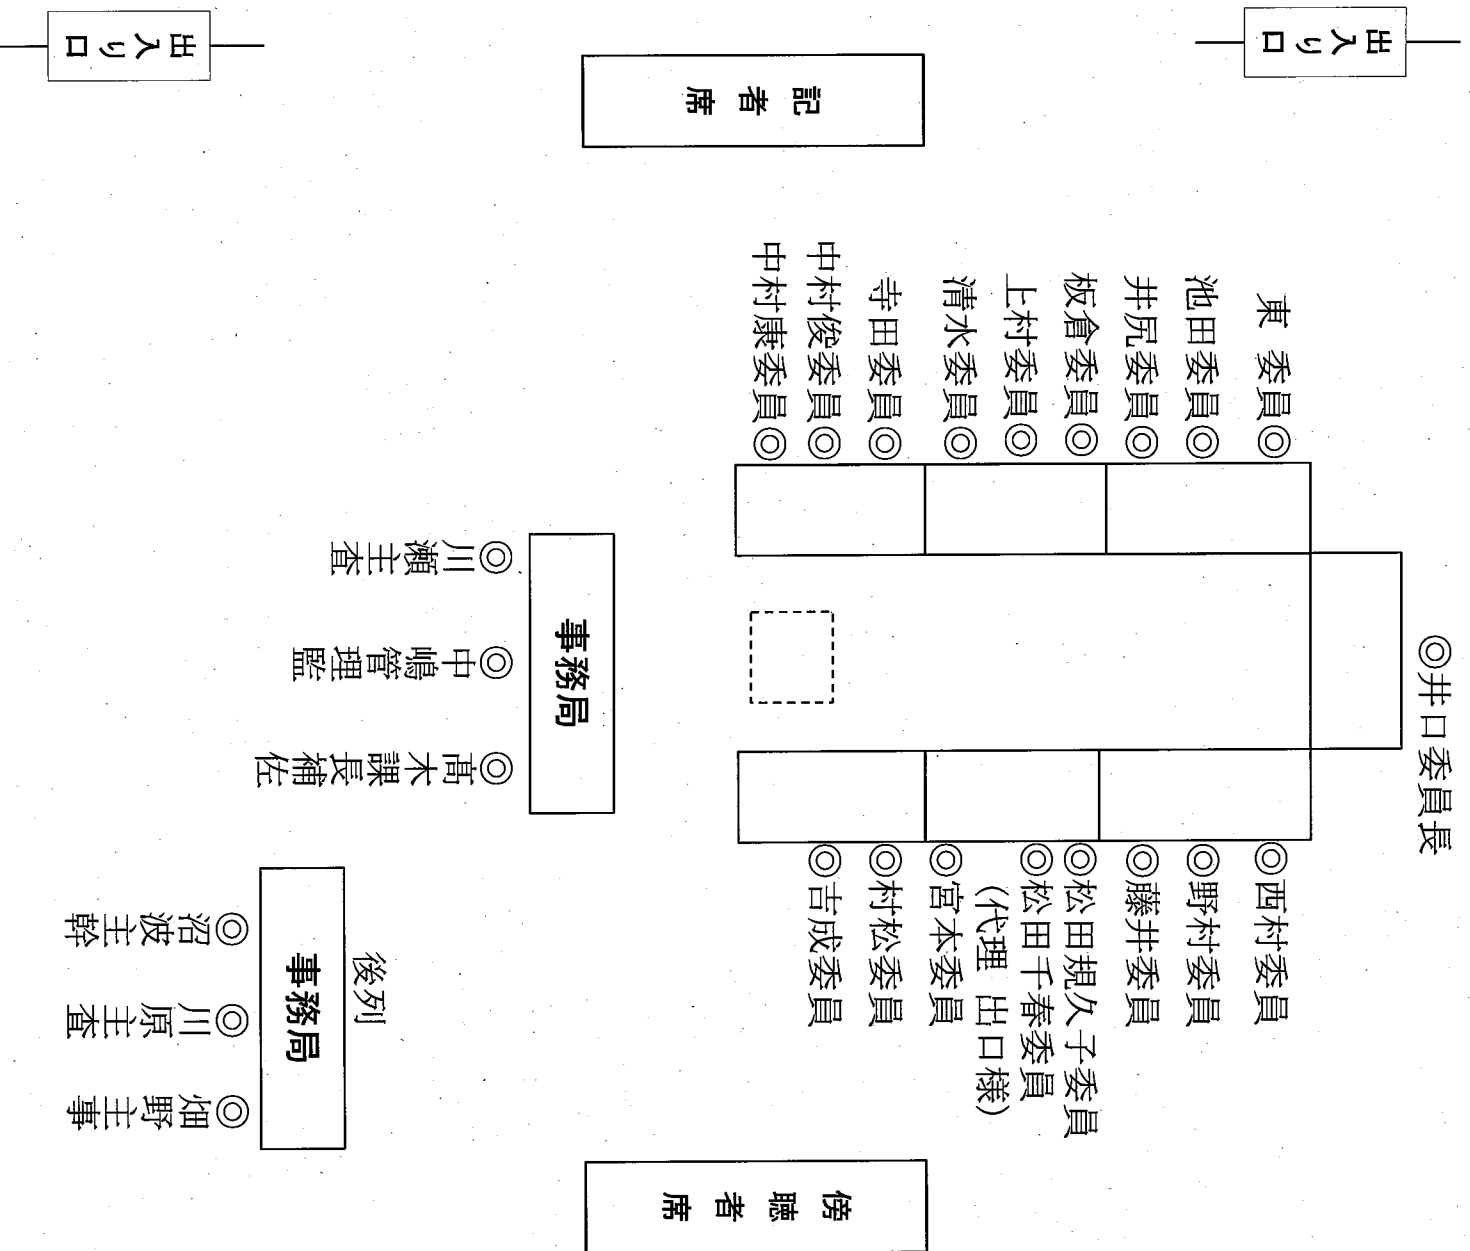 出入り口
出入り口
記者席
東 委員◎
池田委員◎
井尻委員◎
板倉委員◎
上村委員◎
清水委員◎
寺田委員◎
中村俊委員◎
中村康委員◎
◎井口委員長
◎西村委員
◎野村委員
◎藤井委員
◎松田規久子委員
◎松田千春委員
(代理 出口様)
◎宮本委員
◎村松委員
◎吉成委員
事務局
◎川瀬主査
◎中嶋管理監
◎髙木課長補佐
後列
事務局
◎沼波主幹
◎川原主査
◎畑野主事
傍聴者席